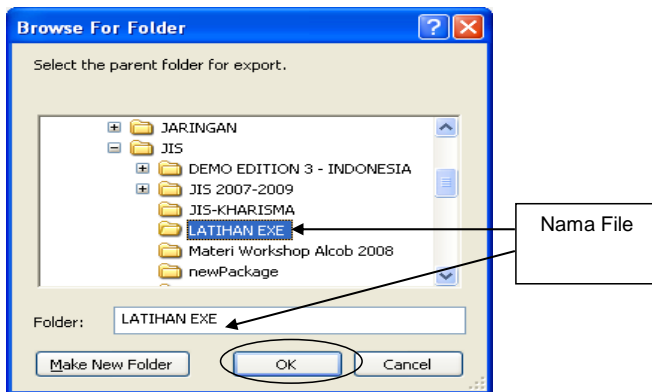 Browse For Folder
Select the parent folder for export.
JARINGAN
JIS
DEMO EDITION 3 - INDONESIA
JIS 2007-2009
JIS-KHARISMA
LATIHAN EXE
Materi Workshop Alcob 2008
newPackage
Nama File
Folder: LATIHAN EXE
Make New Folder OK Cancel